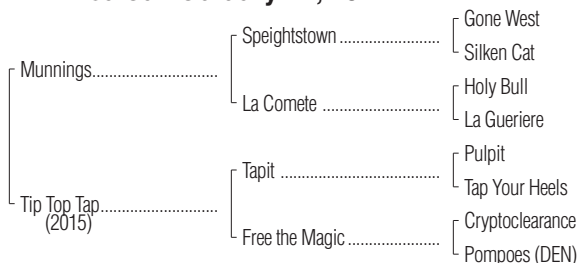 Gone West
Speightstown
Silken Cat
Munnings
Holy Bull
La Comete
La Gueriere
Pulpit
Tapit
Tap Your Heels
Tip Top Tap
(2015)
Cryptoclearance
Free the Magic
Pompoes (DEN)